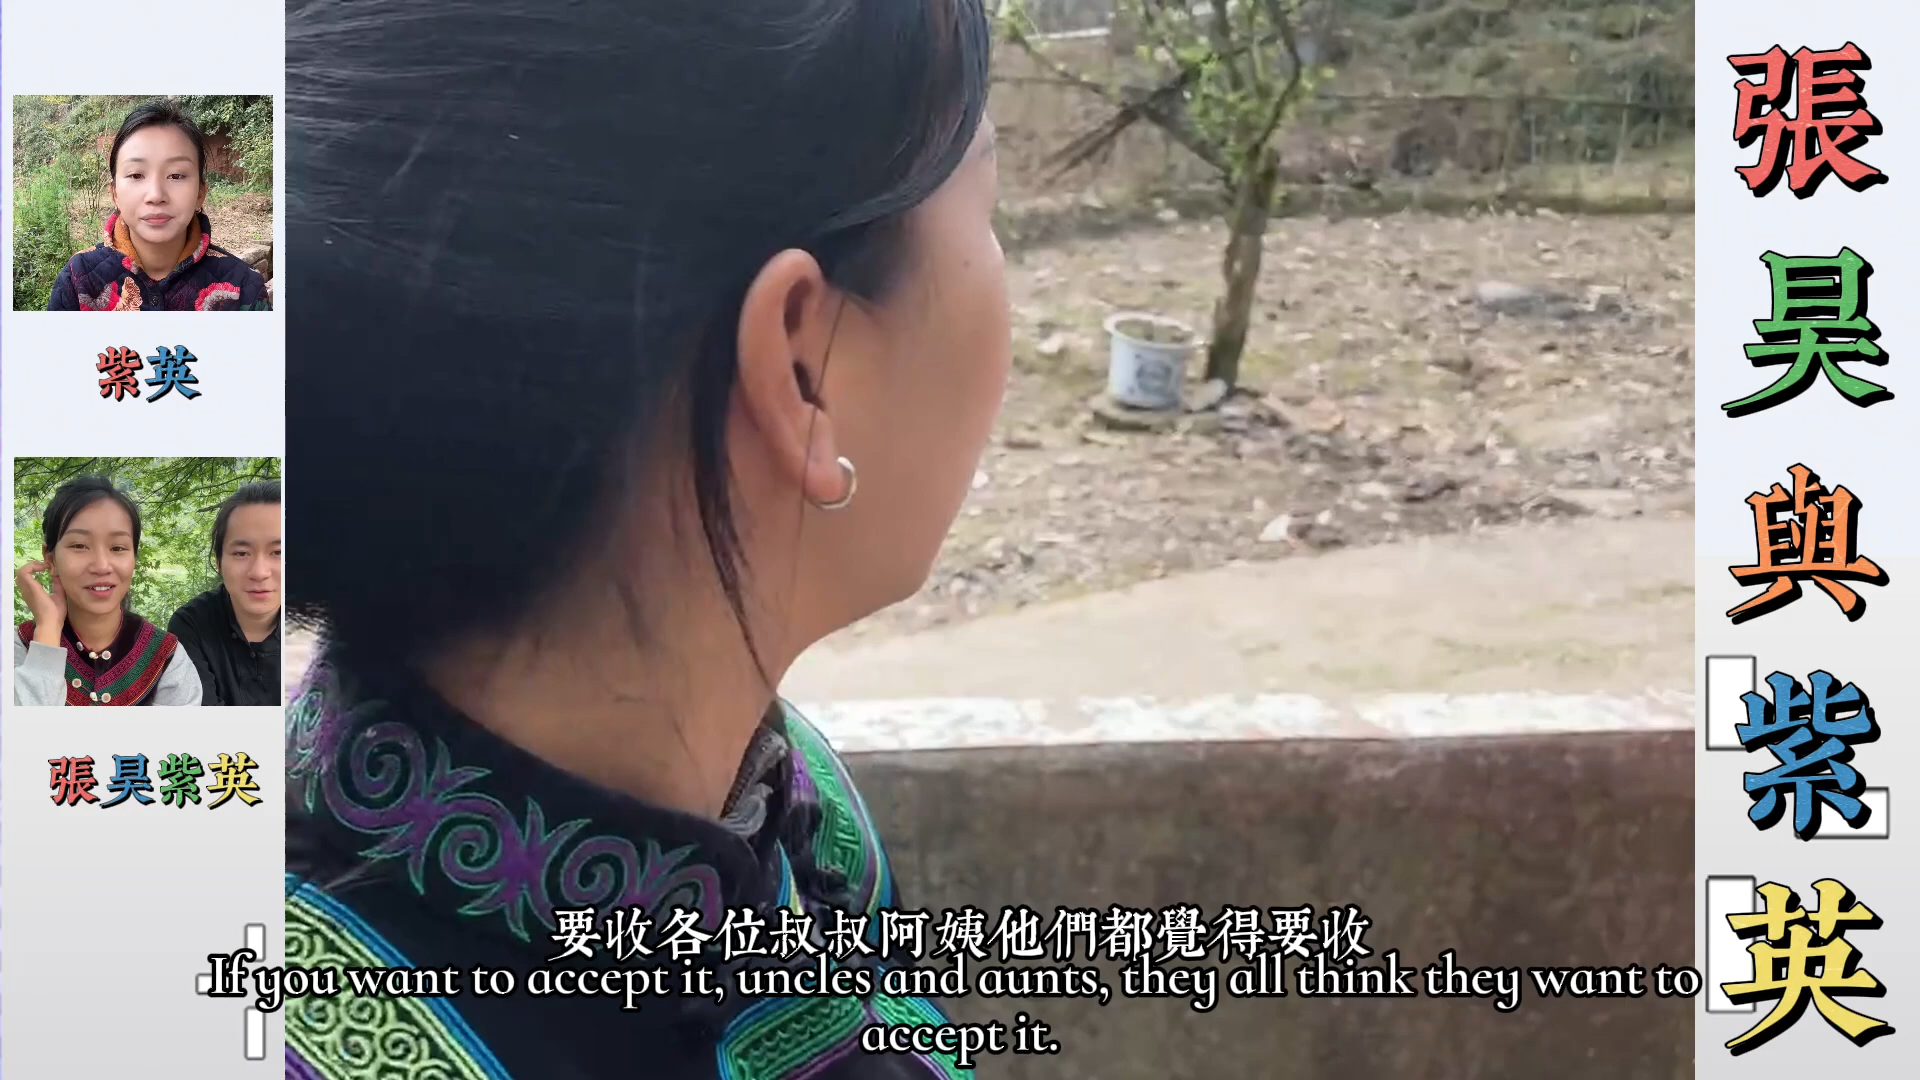 紫英
張昊紫英
要收各位叔叔阿姨他們都覺得要收
If you want to accept it, uncles and aunts, they all think they want to
accept it.
張昊與紫英